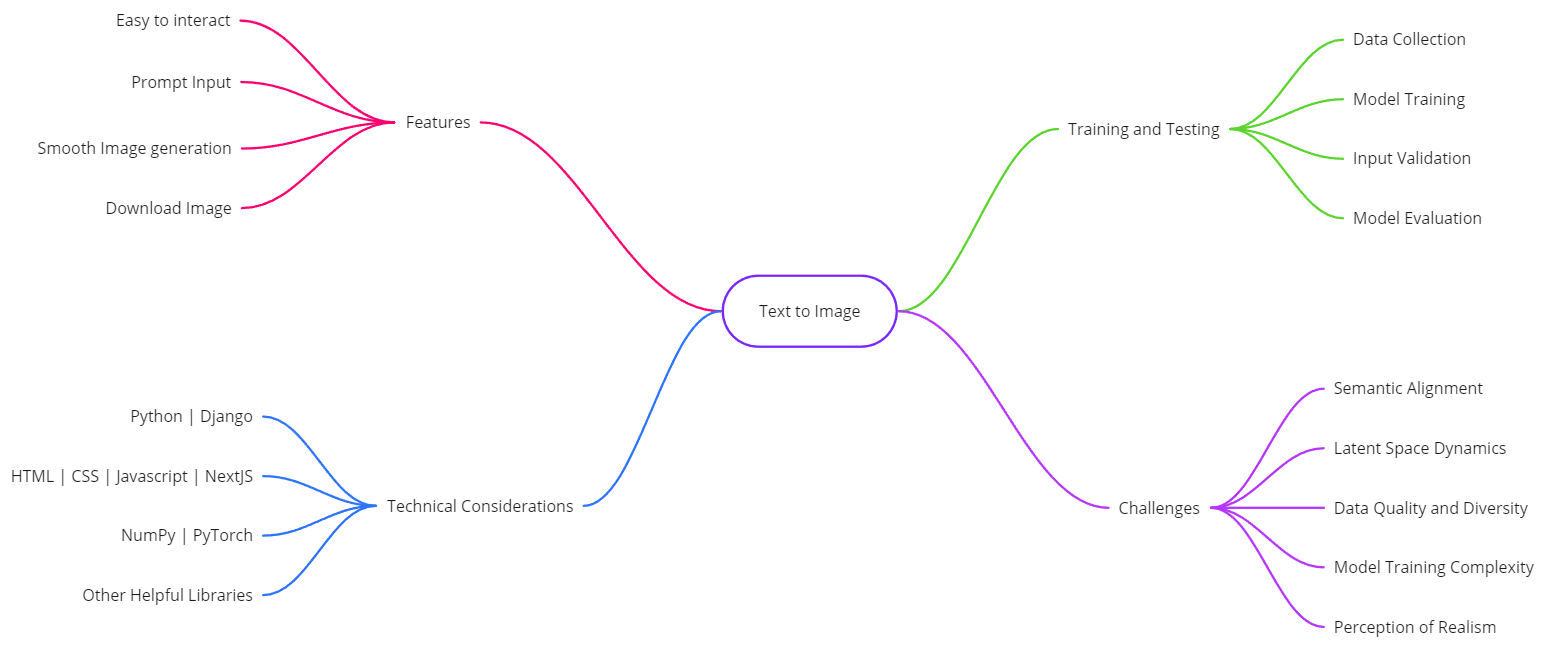 Easy to interact
Prompt Input
Smooth Image generation
Download Image
Features
Data Collection
Model Training
Input Validation
Model Evaluation
Training and Testing
Text to Image
Python | Django
HTML | CSS | Javascript | NextJS
NumPy | PyTorch
Other Helpful Libraries
Technical Considerations
Semantic Alignment
Latent Space Dynamics
Data Quality and Diversity
Model Training Complexity
Perception of Realism
Challenges